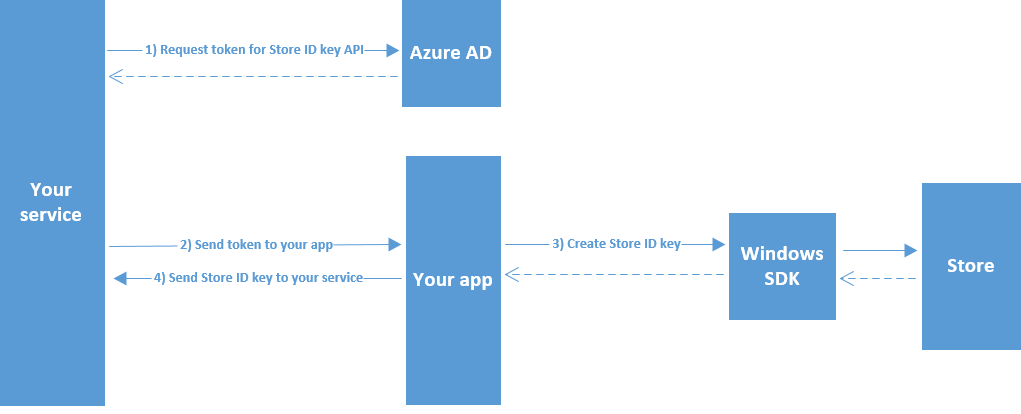 1) Request token for Store ID key API
Azure AD
Your
service
2) Send token to your app
3) Create Store ID key
4) Send Store ID key to your service
Your app
Windows
SDK
Store